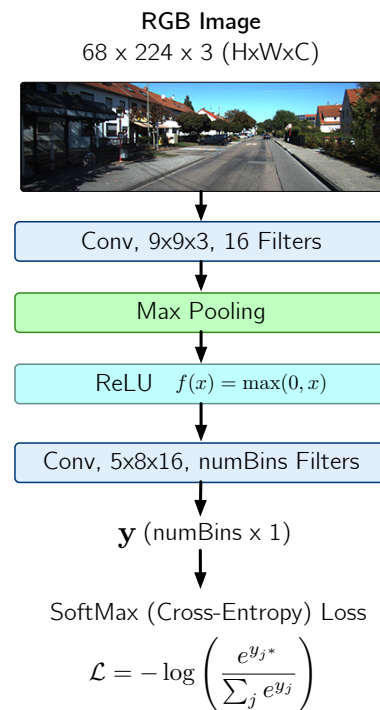 RGB Image
68 x 224 x 3 (HxWxC)
Conv, 9x9x3, 16 Filters
Max Pooling
ReLU f(x) = max(0, x)
Conv, 5x8x16, numBins Filters
y (numBins x 1)
SoftMax (Cross-Entropy) Loss
ℒ = − log ( e^{y_{j*}} / ∑_j e^{y_j} )